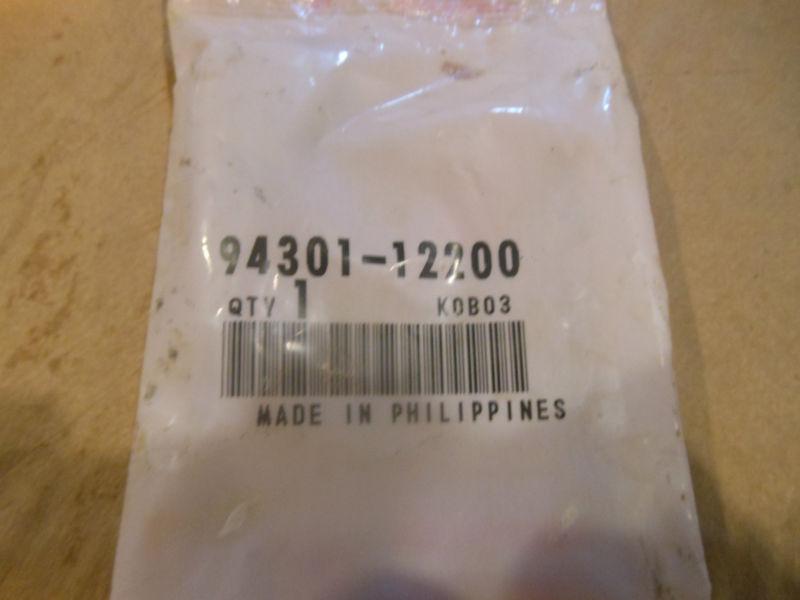 94301-12200
QTY 1 K0B03
MADE IN PHILIPPINES